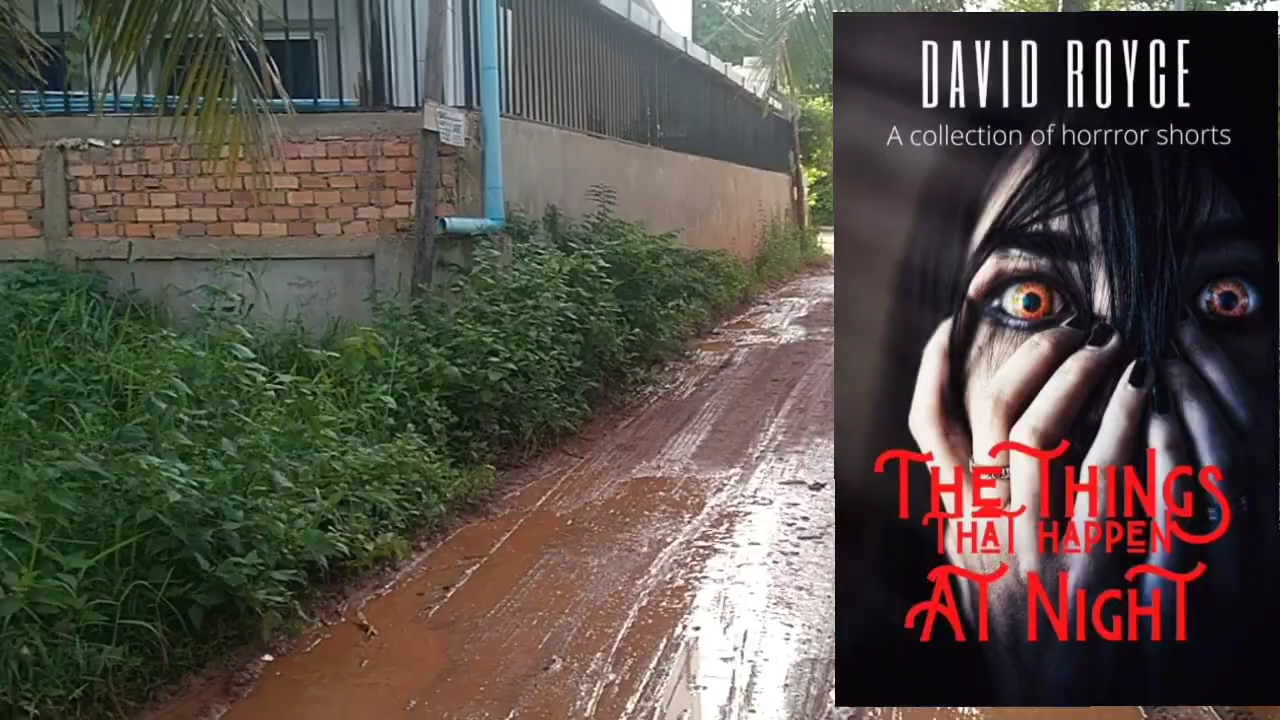 DAVID ROYCE
A collection of horrror shorts
THE THINGS
THAT HAPPEN
AT NIGHT